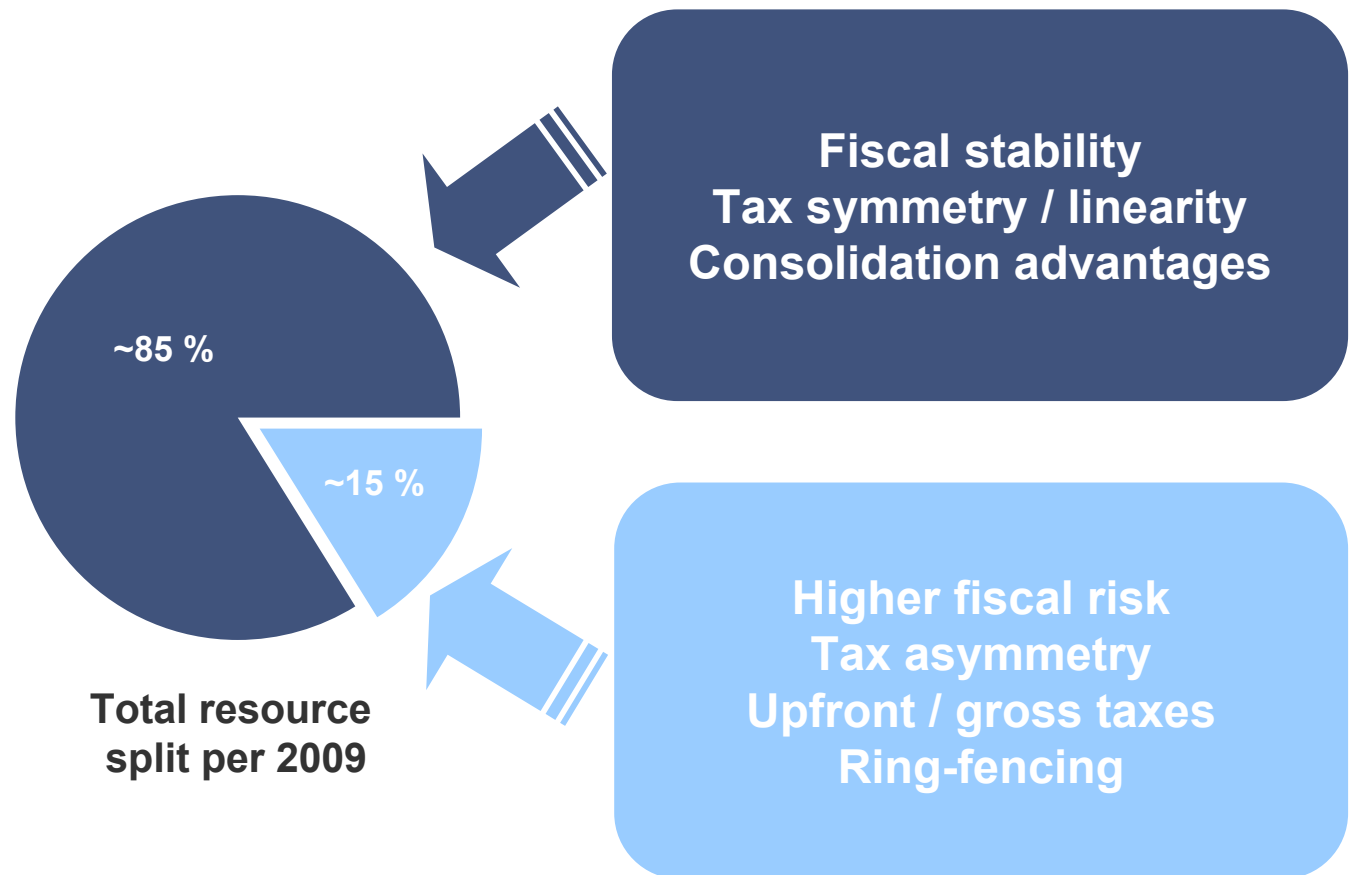 Fiscal stability
Tax symmetry / linearity
Consolidation advantages
~85 %
~15 %
Higher fiscal risk
Tax asymmetry
Upfront / gross taxes
Ring-fencing
Total resource
split per 2009